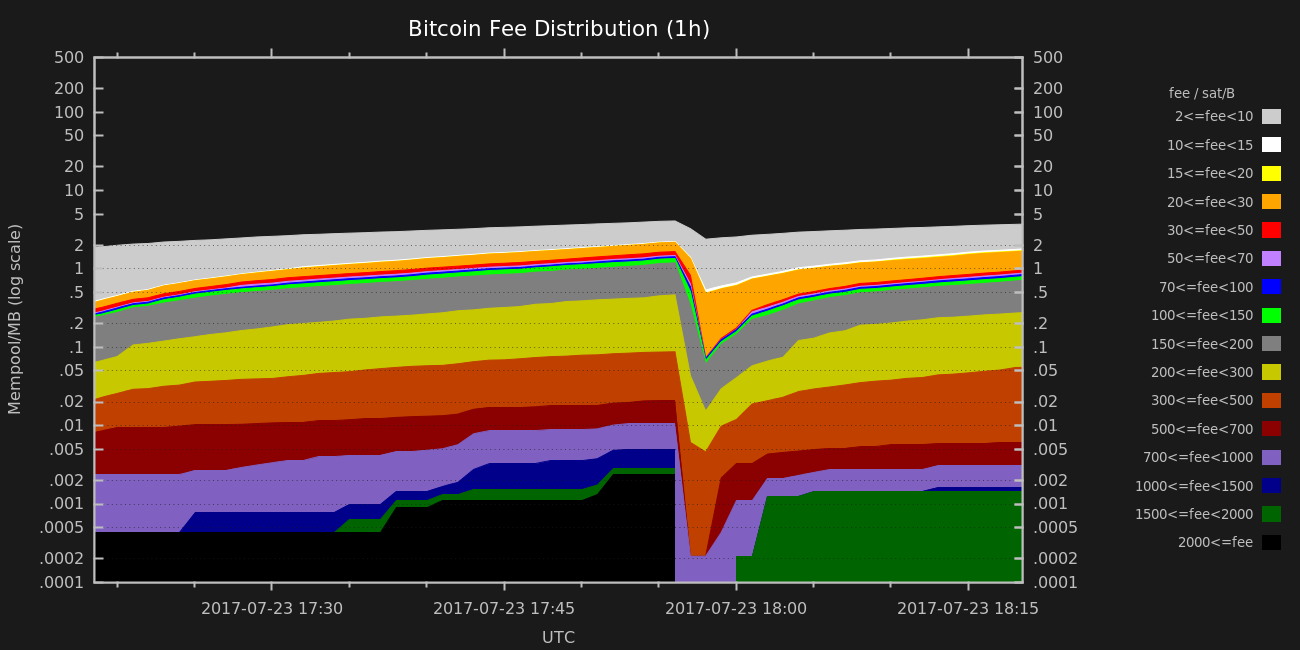 Bitcoin Fee Distribution (1h)
500 500
200 200
100 100
50 50
20 20
10 10
5 5
2 2
1 1
.5 .5
.2 .2
.1 .1
.05 .05
.02 .02
.01 .01
.005 .005
.002 .002
.001 .001
.0005 .0005
.0002 .0002
.0001 .0001
Mempool/MB (log scale)
2017-07-23 17:30 2017-07-23 17:45 2017-07-23 18:00 2017-07-23 18:15
UTC
fee / sat/B
2<=fee<10
10<=fee<15
15<=fee<20
20<=fee<30
30<=fee<50
50<=fee<70
70<=fee<100
100<=fee<150
150<=fee<200
200<=fee<300
300<=fee<500
500<=fee<700
700<=fee<1000
1000<=fee<1500
1500<=fee<2000
2000<=fee